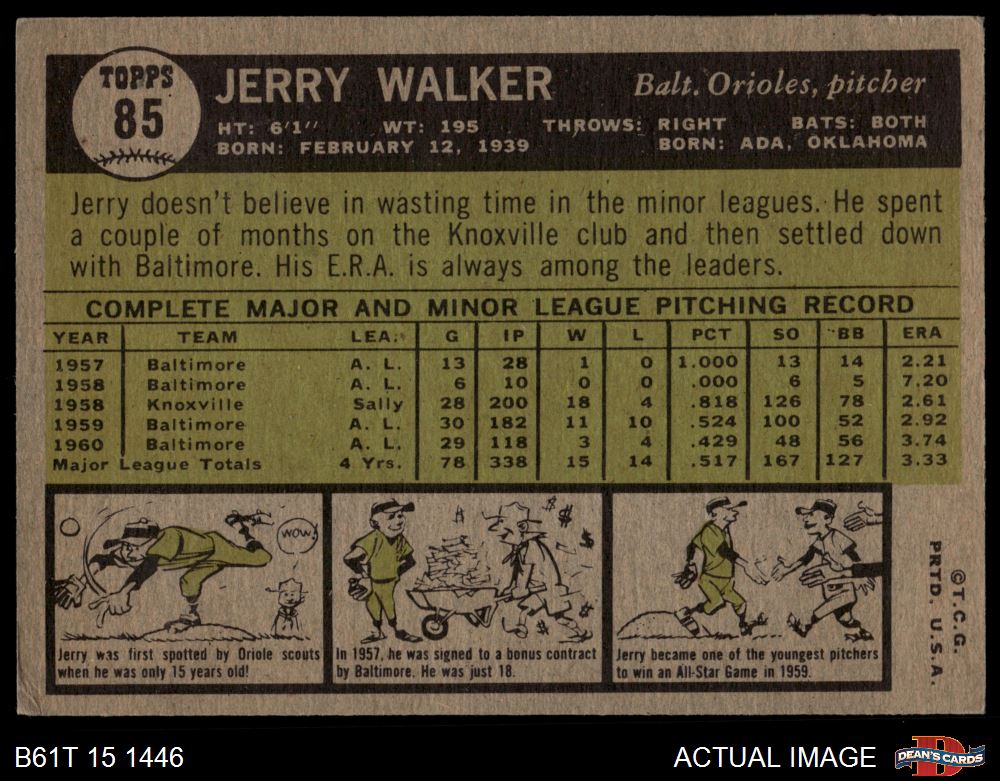 TOPPS
85
JERRY WALKER
Balt. Orioles, pitcher
HT: 6'1" WT: 195 THROWS: RIGHT BATS: BOTH
BORN: FEBRUARY 12, 1939 BORN: ADA, OKLAHOMA
Jerry doesn't believe in wasting time in the minor leagues. He spent
a couple of months on the Knoxville club and then settled down
with Baltimore. His E.R.A. is always among the leaders.
COMPLETE MAJOR AND MINOR LEAGUE PITCHING RECORD
YEAR TEAM LEA. G IP W L PCT SO BB ERA
1957 Baltimore A. L. 13 28 1 0 1.000 13 14 2.21
1958 Baltimore A. L. 6 10 0 0 .000 6 5 7.20
1958 Knoxville Sally 28 200 18 4 .818 126 78 2.61
1959 Baltimore A. L. 30 182 11 10 .524 100 52 2.92
1960 Baltimore A. L. 29 118 3 4 .429 48 56 3.74
Major League Totals 4 Yrs. 78 338 15 14 .517 167 127 3.33
WOW!
$ $ $ $ $
Jerry was first spotted by Oriole scouts
when he was only 15 years old!
In 1957, he was signed to a bonus contract
by Baltimore. He was just 18.
Jerry became one of the youngest pitchers
to win an All-Star Game in 1959.
©T.C.G.
PRTD. U.S.A.
B61T 15 1446
ACTUAL IMAGE
D
DEAN'S CARDS